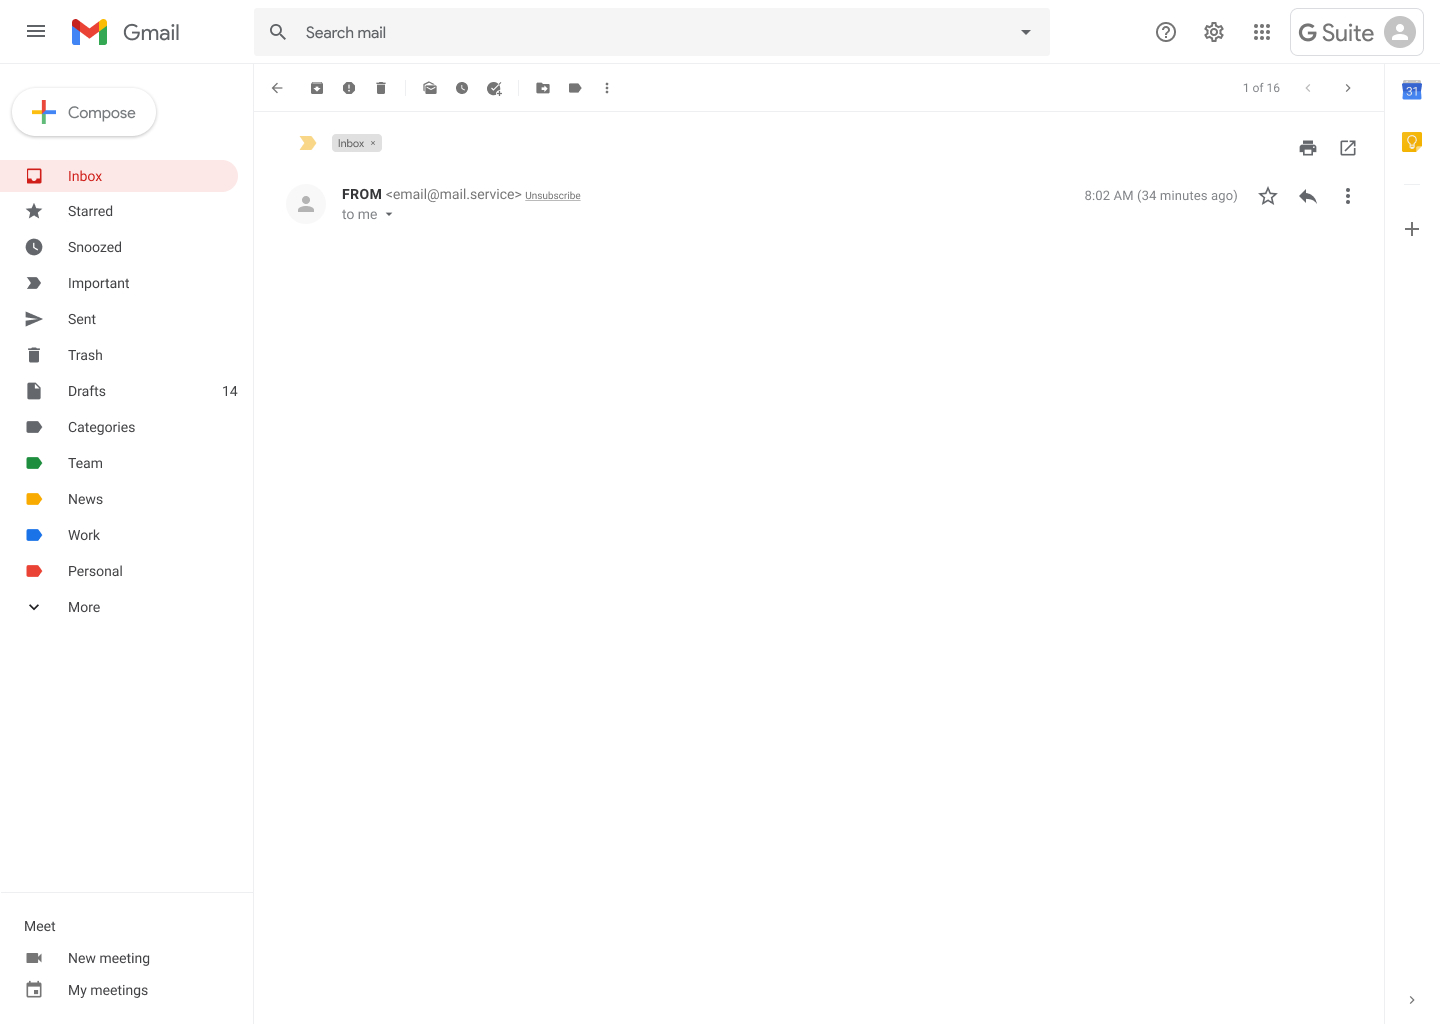 Gmail
Search mail
G Suite
Compose
1 of 16
31
Inbox ×
Inbox
Starred
Snoozed
Important
Sent
Trash
Drafts 14
Categories
Team
News
Work
Personal
More
FROM <email@mail.service> Unsubscribe
8:02 AM (34 minutes ago)
to me
Meet
New meeting
My meetings